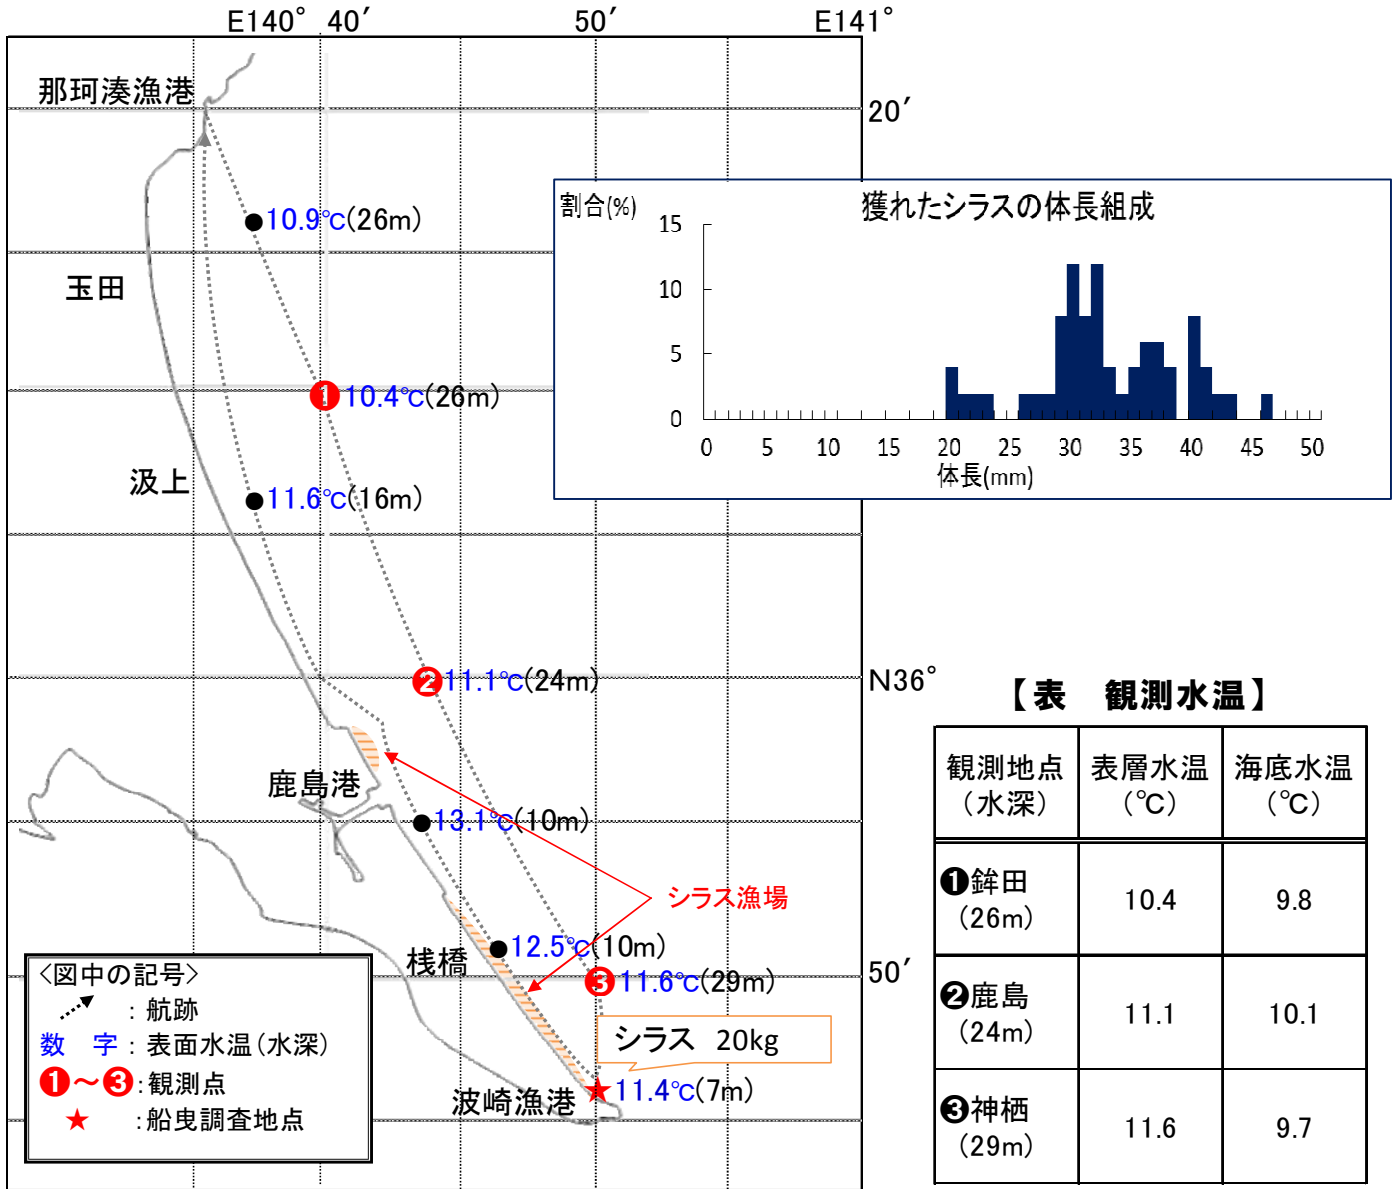 E140° 40′ 50′ E141°
那珂湊漁港
20′
10.9℃(26m)
玉田
❶ 10.4℃(26m)
汲上
11.6℃(16m)
❷ 11.1℃(24m)
N36°
鹿島港
13.1℃(10m)
シラス漁場
12.5℃(10m)
桟橋
❸ 11.6℃(29m)
50′
シラス 20kg
11.4℃(7m)
波崎漁港
獲れたシラスの体長組成
割合(%)
15
10
5
0
0 5 10 15 20 25 30 35 40 45 50
体長(mm)
【表 観測水温】
観測地点(水深) 表層水温(℃) 海底水温(℃)
❶鉾田(26m) 10.4 9.8
❷鹿島(24m) 11.1 10.1
❸神栖(29m) 11.6 9.7
<図中の記号>
:航跡
数 字:表面水温(水深)
❶～❸:観測点
★ :船曳調査地点